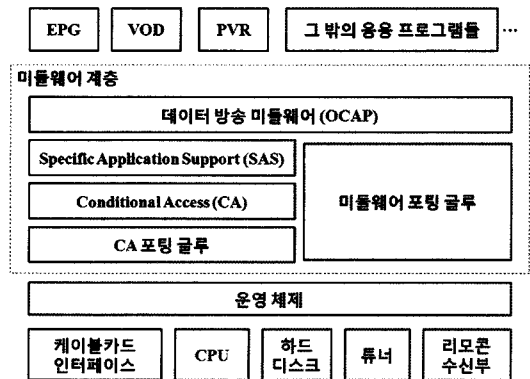 EPG VOD PVR 그 밖의 응용 프로그램들 ...
미들웨어 계층
데이터 방송 미들웨어 (OCAP)
Specific Application Support (SAS)
Conditional Access (CA)
미들웨어 포팅 글루
CA 포팅 글루
운영 체제
케이블카드
인터페이스
CPU
하드
디스크
튜너
리모콘
수신부